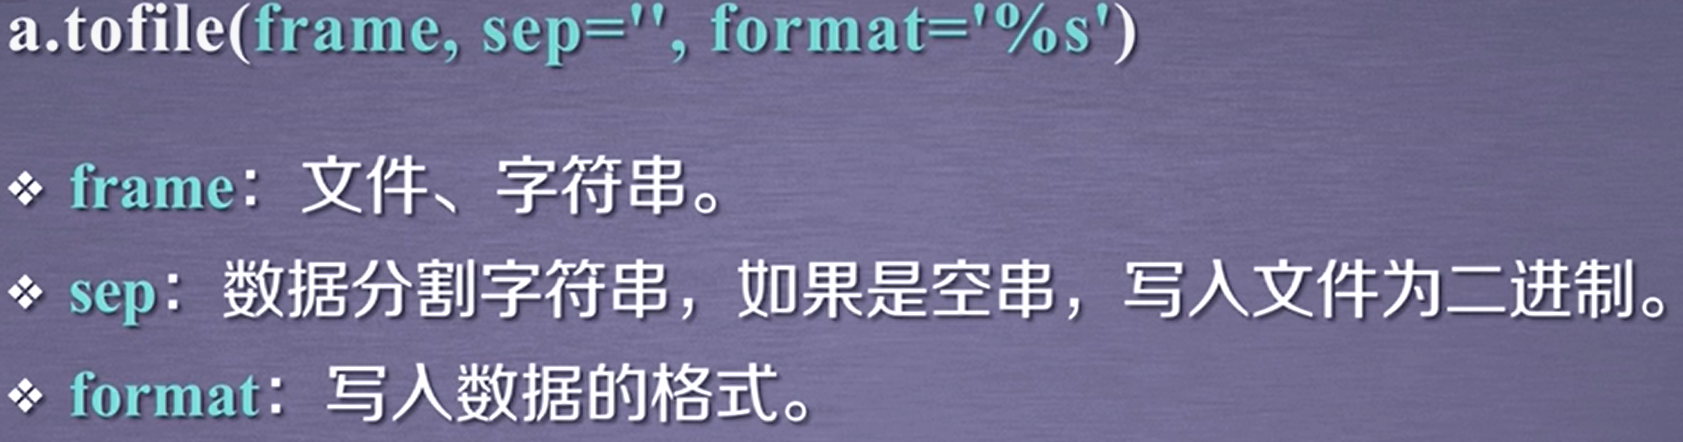 a.tofile(frame, sep='', format='%s')
❖ frame：文件、字符串。
❖ sep：数据分割字符串，如果是空串，写入文件为二进制。
❖ format：写入数据的格式。